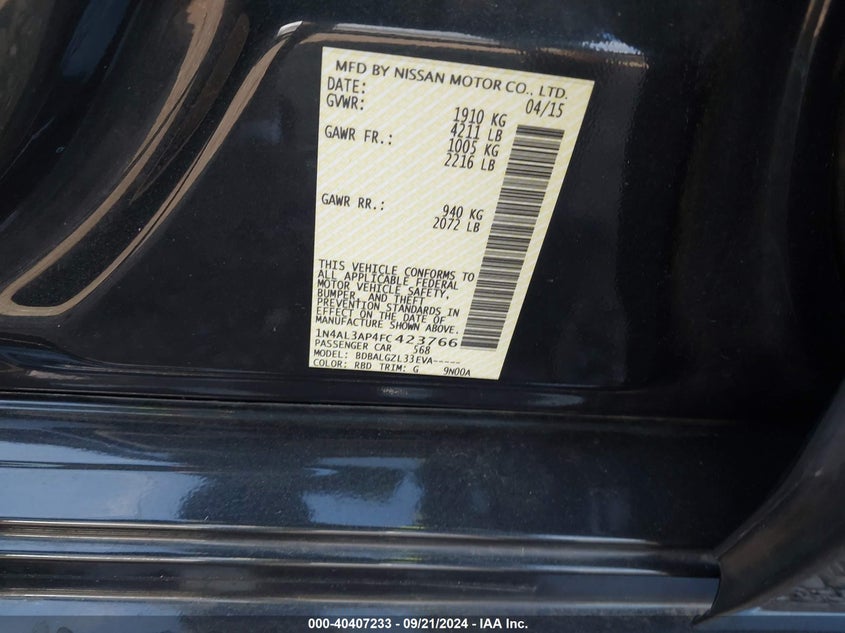 MFD BY NISSAN MOTOR CO., LTD.
DATE: 04/15
GVWR: 1910 KG
4211 LB
GAWR FR.: 1005 KG
2216 LB
GAWR RR.: 940 KG
2072 LB
THIS VEHICLE CONFORMS TO
ALL APPLICABLE FEDERAL
MOTOR VEHICLE SAFETY,
BUMPER, AND THEFT
PREVENTION STANDARDS IN
EFFECT ON THE DATE OF
MANUFACTURE SHOWN ABOVE.
1N4AL3AP4FC423766
PASSENGER CAR 568
MODEL: BDBALGZL33EVA-----
COLOR: RBD TRIM: G 9N00A
000-40407233 - 09/21/2024 - IAA Inc.